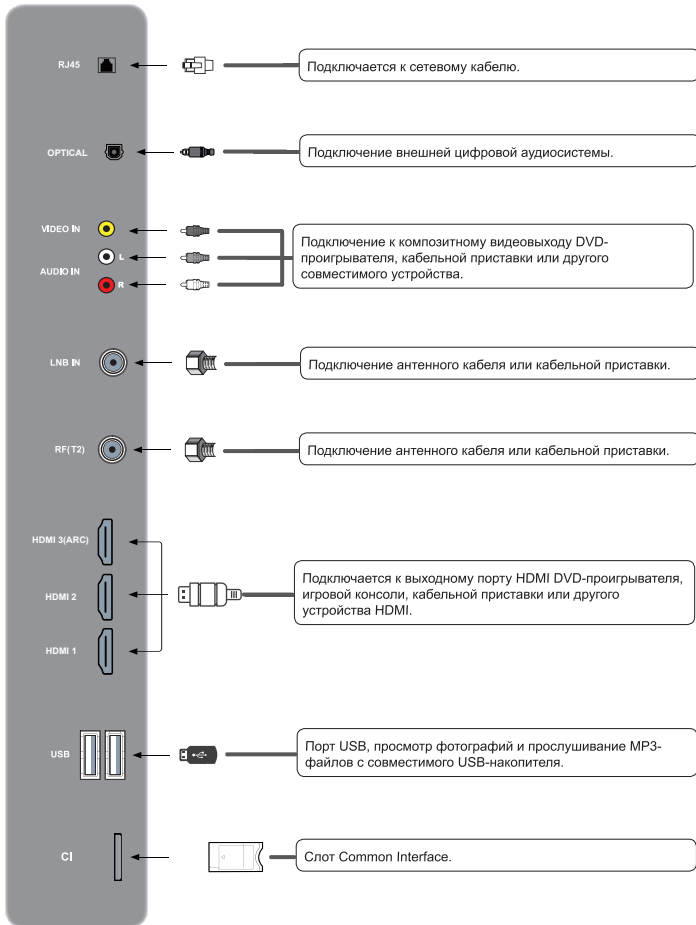 RJ45
Подключается к сетевому кабелю.
OPTICAL
Подключение внешней цифровой аудиосистемы.
VIDEO IN
L
AUDIO IN
R
Подключение к композитному видеовыходу DVD-
проигрывателя, кабельной приставки или другого
совместимого устройства.
LNB IN
Подключение антенного кабеля или кабельной приставки.
RF(T2)
Подключение антенного кабеля или кабельной приставки.
HDMI 3(ARC)
HDMI 2
HDMI 1
Подключается к выходному порту HDMI DVD-проигрывателя,
игровой консоли, кабельной приставки или другого
устройства HDMI.
USB
Порт USB, просмотр фотографий и прослушивание MP3-
файлов с совместимого USB-накопителя.
CI
Слот Common Interface.